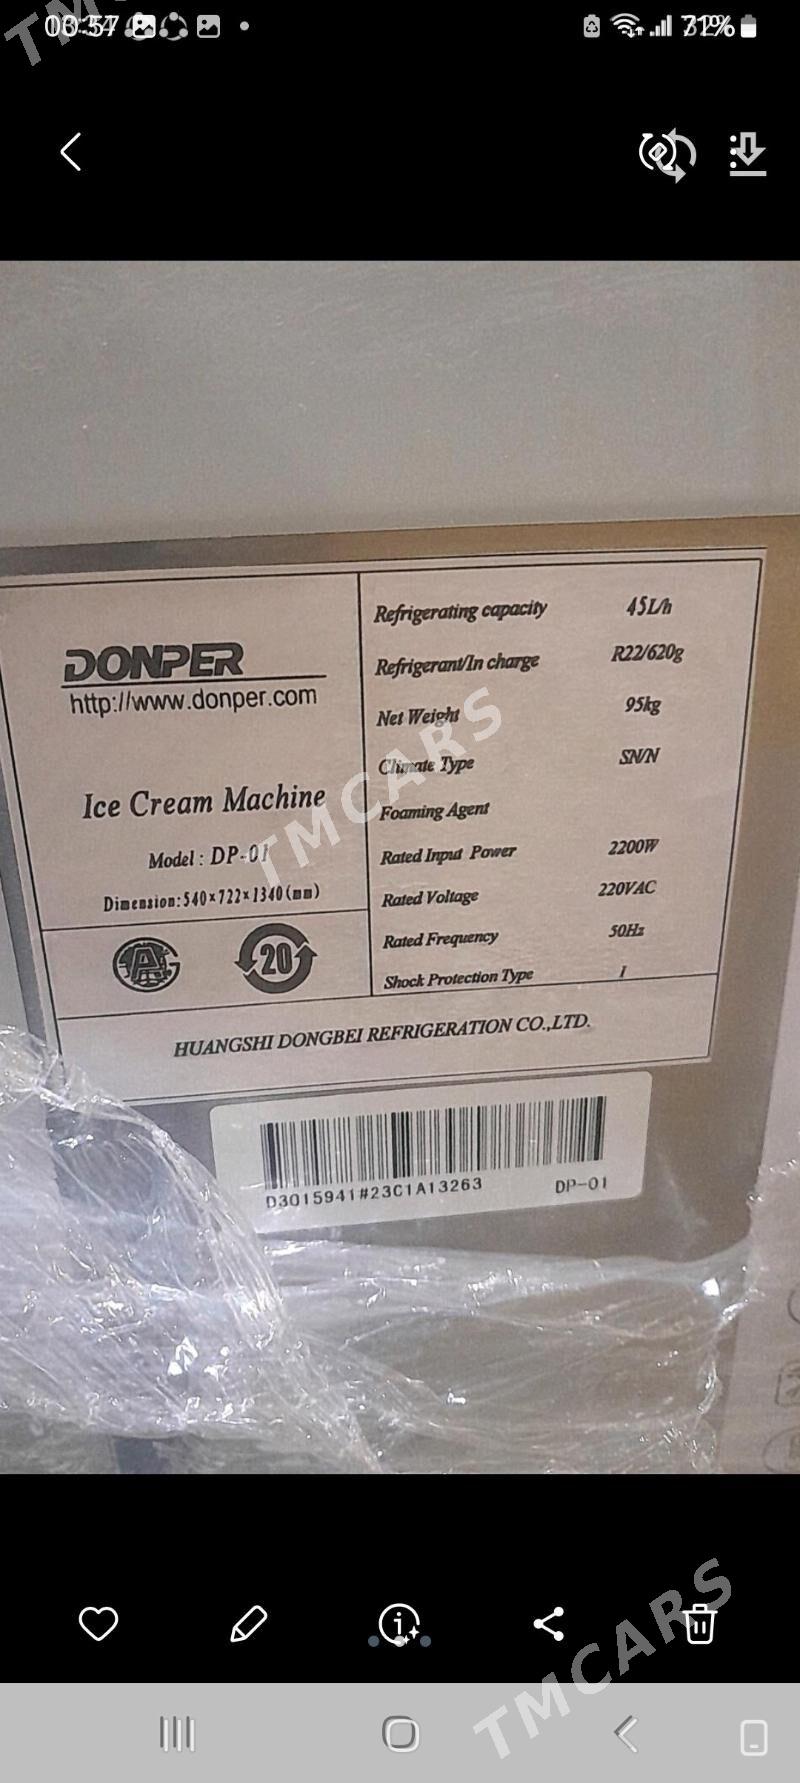 71%
DONPER
http://www.donper.com
Ice Cream Machine
Model : DP-01
Dimension:540×722×1340(mm)
20
Refrigerating capacity 45L/h
Refrigerant/In charge R22/620g
Net Weight 95kg
Climate Type SN/N
Foaming Agent
Rated Input Power 2200W
Rated Voltage 220VAC
Rated Frequency 50Hz
Shock Protection Type I
HUANGSHI DONGBEI REFRIGERATION CO.,LTD.
D3015941#23C1A13263 DP-01
TMCARS
TMCARS